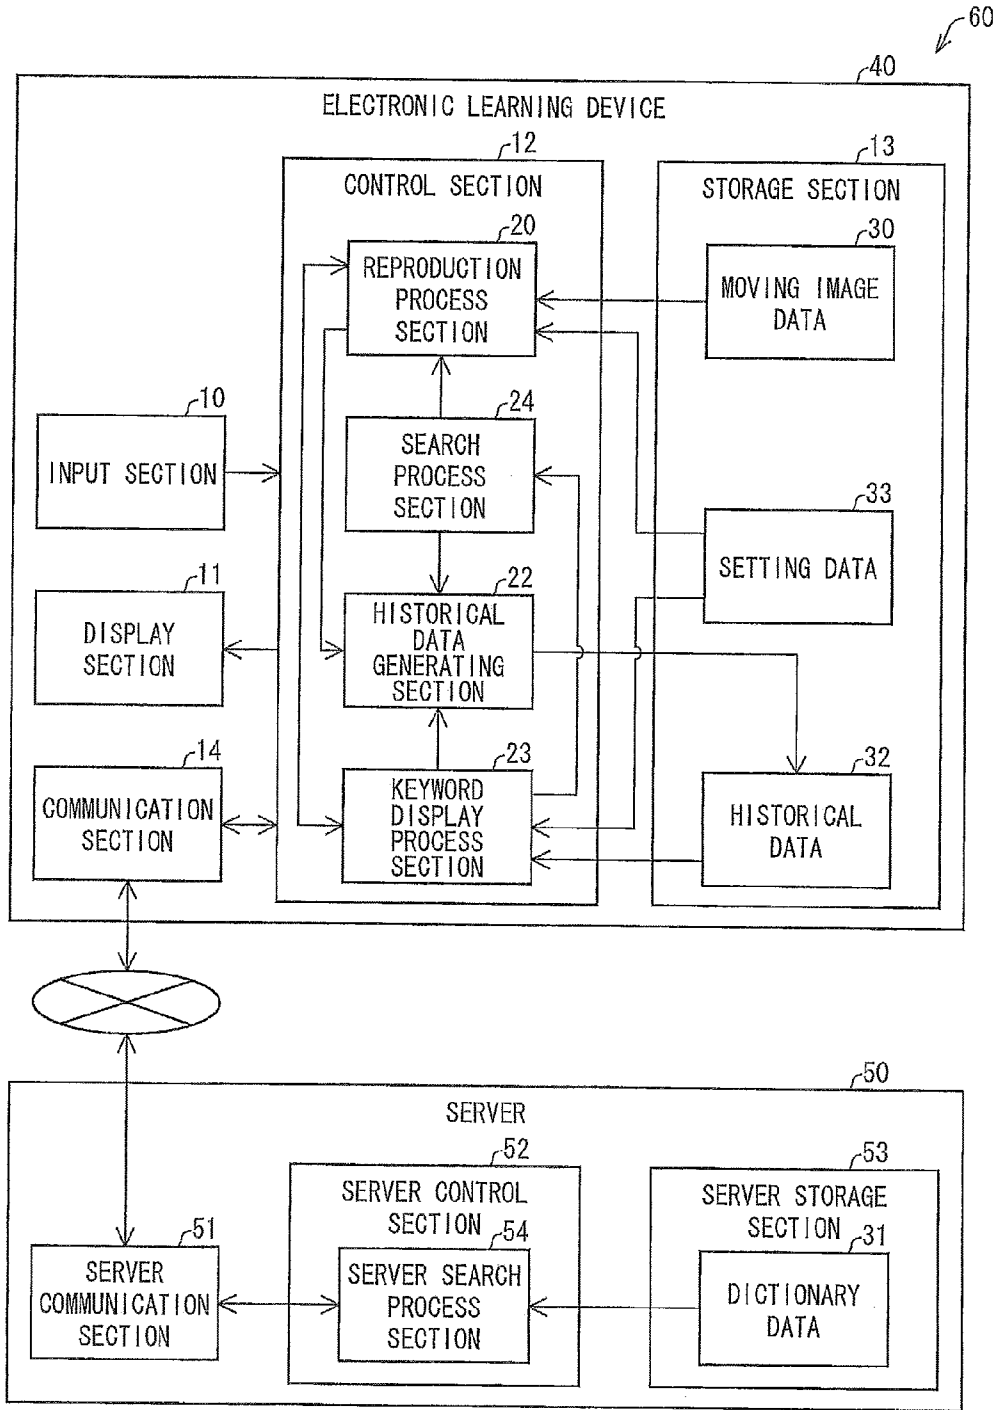 60
40
ELECTRONIC LEARNING DEVICE
12
CONTROL SECTION
13
STORAGE SECTION
20
REPRODUCTION
PROCESS
SECTION
30
MOVING IMAGE
DATA
10
INPUT SECTION
24
SEARCH
PROCESS
SECTION
33
SETTING DATA
11
DISPLAY
SECTION
22
HISTORICAL
DATA
GENERATING
SECTION
14
COMMUNICATION
SECTION
23
KEYWORD
DISPLAY
PROCESS
SECTION
32
HISTORICAL
DATA
50
SERVER
52
SERVER CONTROL
SECTION
53
SERVER STORAGE
SECTION
51
SERVER
COMMUNICATION
SECTION
54
SERVER SEARCH
PROCESS
SECTION
31
DICTIONARY
DATA